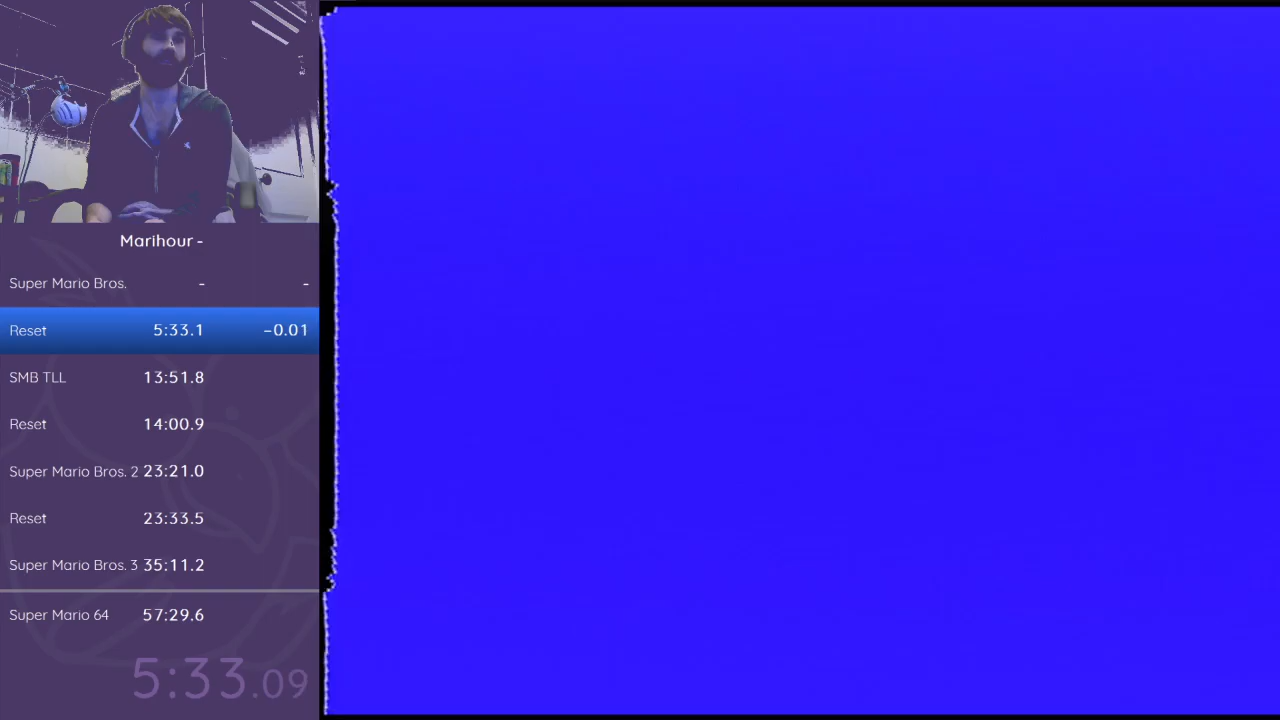 Marihour -
Super Mario Bros. - -
Reset 5:33.1 −0.01
SMB TLL 13:51.8
Reset 14:00.9
Super Mario Bros. 2 23:21.0
Reset 23:33.5
Super Mario Bros. 3 35:11.2
Super Mario 64 57:29.6
5:33.09